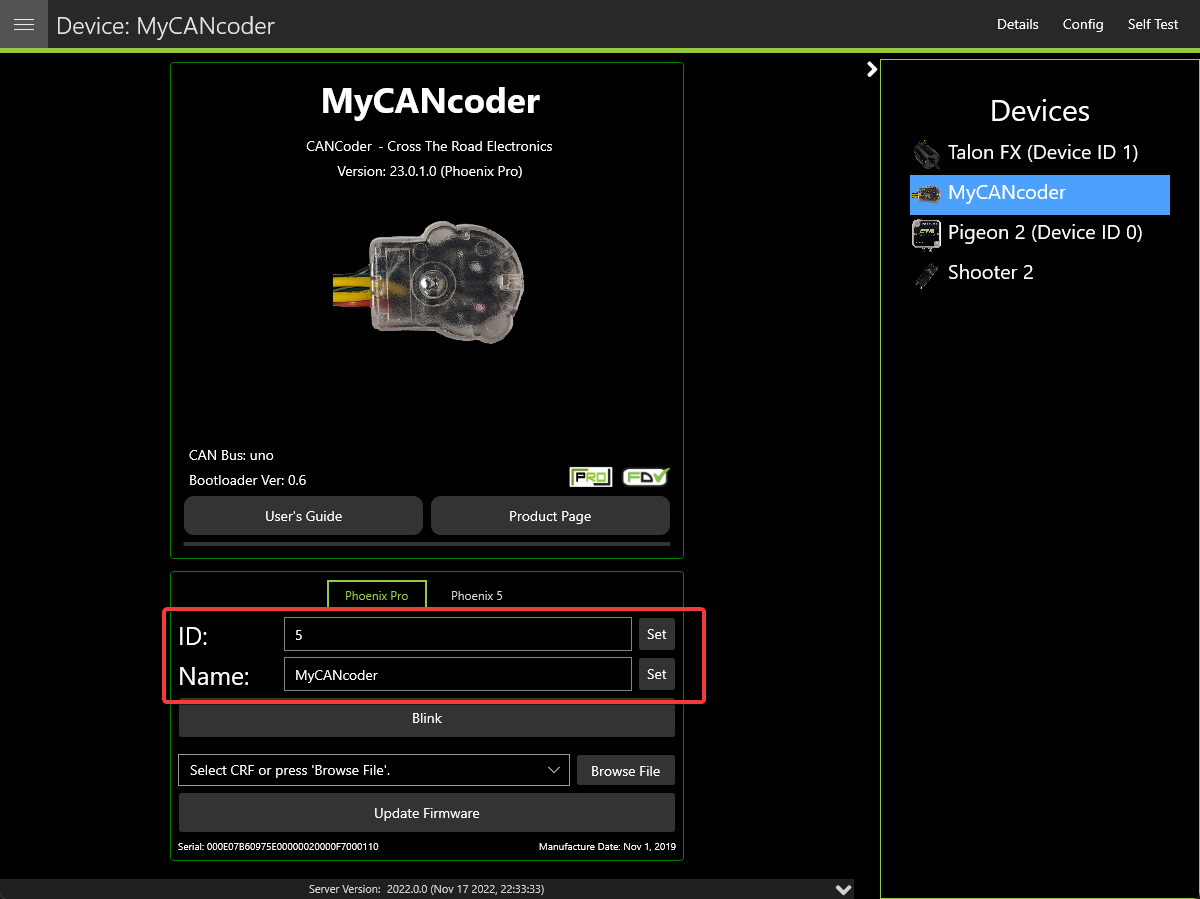 Device: MyCANcoder
Details Config Self Test
MyCANcoder
CANCoder - Cross The Road Electronics
Version: 23.0.1.0 (Phoenix Pro)
CAN Bus: uno
Bootloader Ver: 0.6
PRO FDV
User's Guide
Product Page
Phoenix Pro
Phoenix 5
ID:
5
Set
Name:
MyCANcoder
Set
Blink
Select CRF or press 'Browse File'.
Browse File
Update Firmware
Serial: 000E07B60975E00000020000F7000110
Manufacture Date: Nov 1, 2019
Server Version: 2022.0.0 (Nov 17 2022, 22:33:33)
Devices
Talon FX (Device ID 1)
MyCANcoder
Pigeon 2 (Device ID 0)
Shooter 2